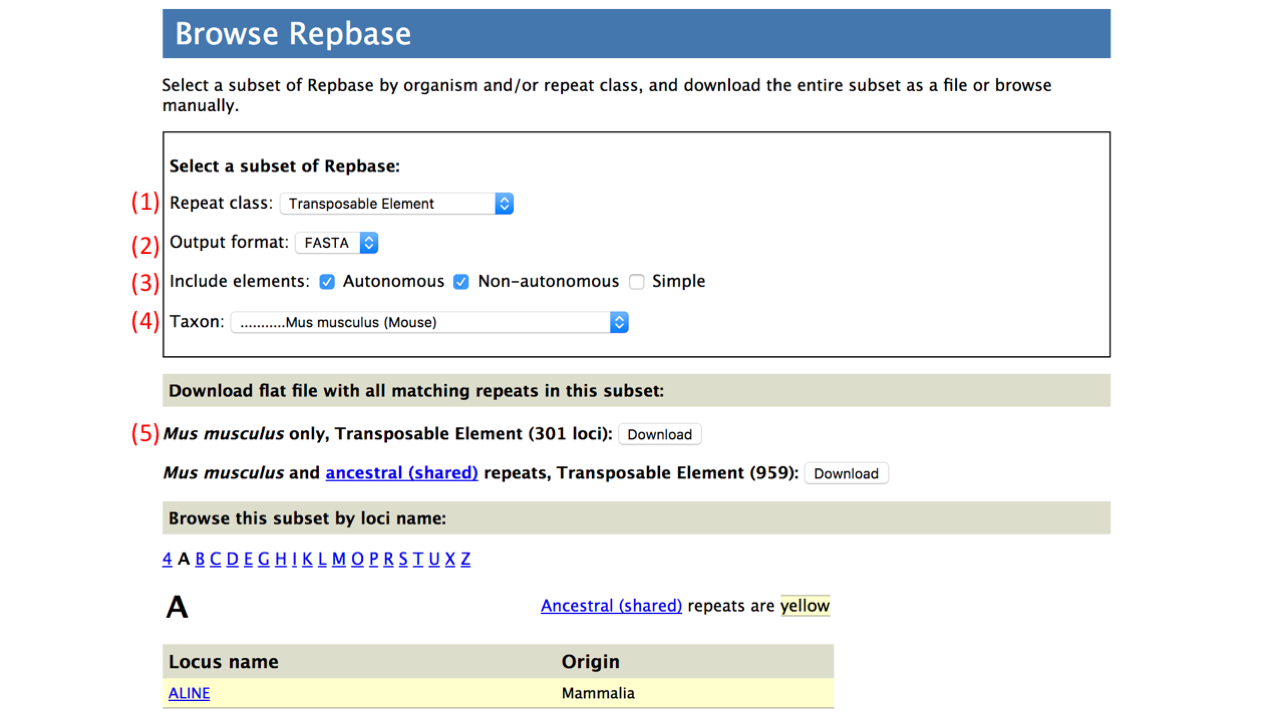 Browse Repbase
Select a subset of Repbase by organism and/or repeat class, and download the entire subset as a file or browse
manually.
Select a subset of Repbase:
(1) Repeat class: Transposable Element
(2) Output format: FASTA
(3) Include elements: Autonomous Non-autonomous Simple
(4) Taxon: ...........Mus musculus (Mouse)
Download flat file with all matching repeats in this subset:
(5) Mus musculus only, Transposable Element (301 loci): Download
Mus musculus and ancestral (shared) repeats, Transposable Element (959): Download
Browse this subset by loci name:
4 A B C D E G H I K L M O P R S T U X Z
A Ancestral (shared) repeats are yellow
Locus name Origin
ALINE Mammalia